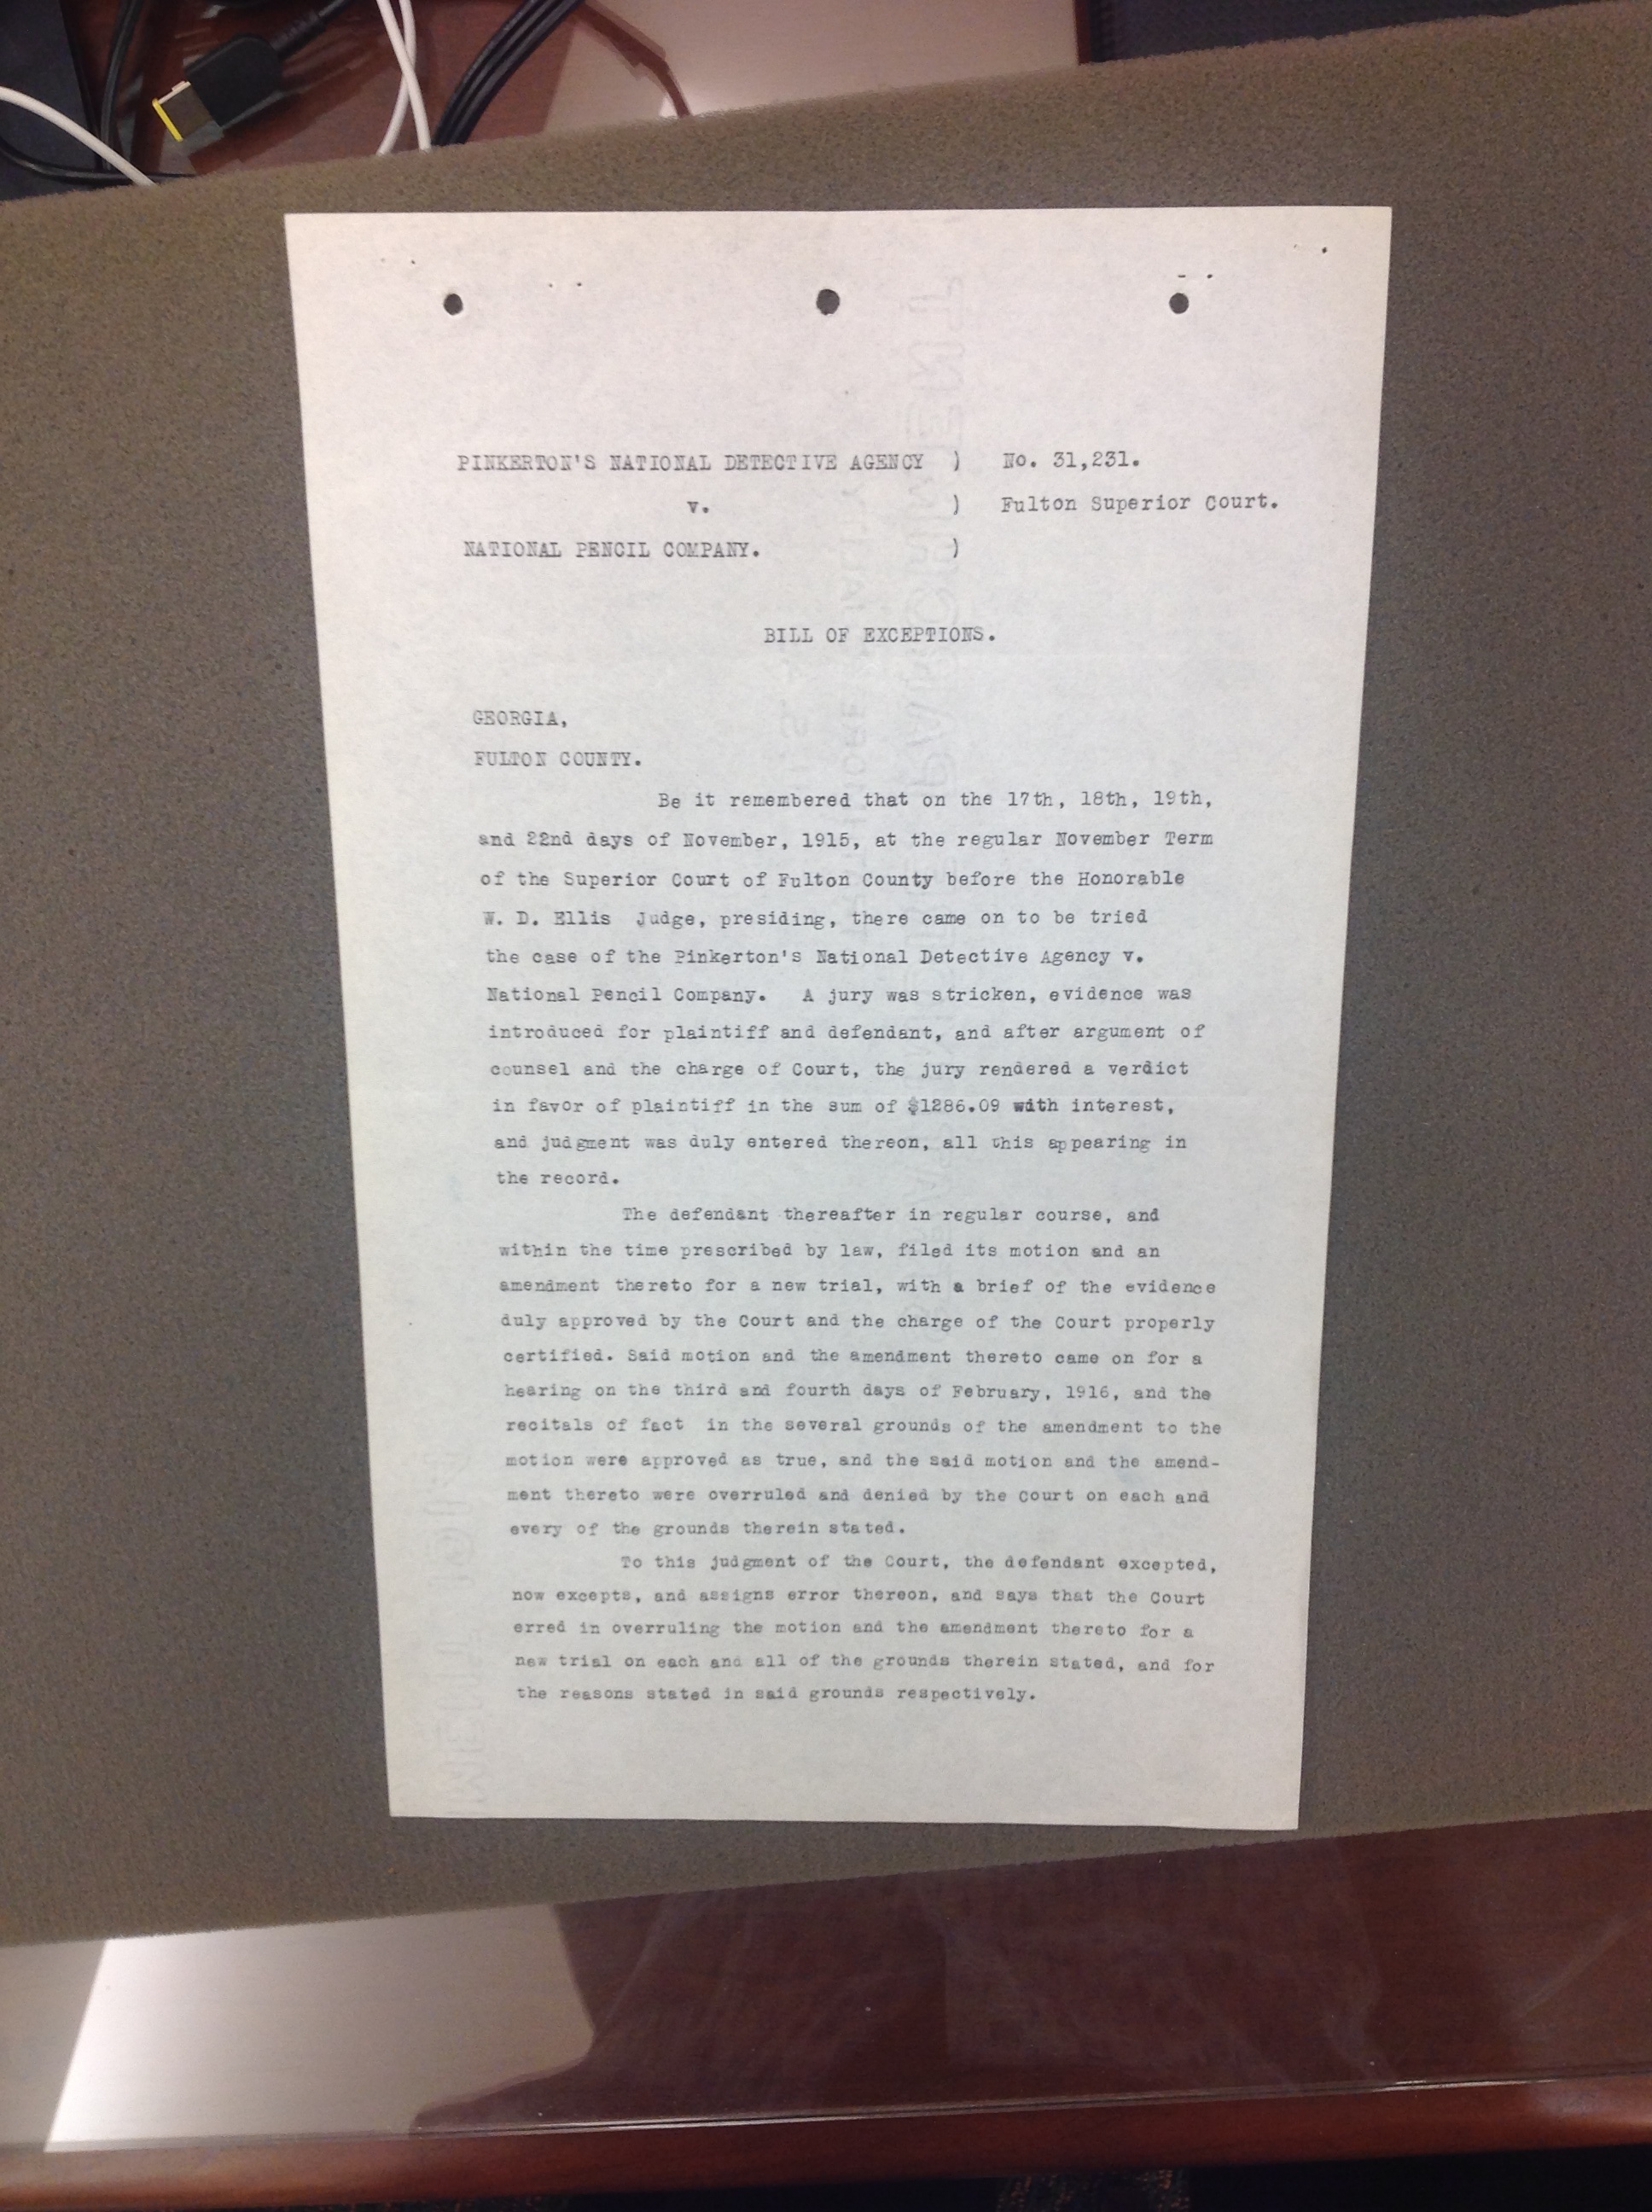 PINKERTON'S NATIONAL DETECTIVE AGENCY ) No. 31,231.
v. ) Fulton Superior Court.
NATIONAL PENCIL COMPANY. )
BILL OF EXCEPTIONS.
GEORGIA,
FULTON COUNTY.
Be it remembered that on the 17th, 18th, 19th,
and 22nd days of November, 1915, at the regular November Term
of the Superior Court of Fulton County before the Honorable
W. D. Ellis Judge, presiding, there came on to be tried
the case of the Pinkerton's National Detective Agency v.
National Pencil Company. A jury was stricken, evidence was
introduced for plaintiff and defendant, and after argument of
counsel and the charge of Court, the jury rendered a verdict
in favor of plaintiff in the sum of $1286.09 with interest,
and judgment was duly entered thereon, all this appearing in
the record.
The defendant thereafter in regular course, and
within the time prescribed by law, filed its motion and an
amendment thereto for a new trial, with a brief of the evidence
duly approved by the Court and the charge of the Court properly
certified. Said motion and the amendment thereto came on for a
hearing on the third and fourth days of February, 1916, and the
recitals of fact in the several grounds of the amendment to the
motion were approved as true, and the said motion and the amend-
ment thereto were overruled and denied by the Court on each and
every of the grounds therein stated.
To this judgment of the Court, the defendant excepted,
now excepts, and assigns error thereon, and says that the Court
erred in overruling the motion and the amendment thereto for a
new trial on each and all of the grounds therein stated, and for
the reasons stated in said grounds respectively.